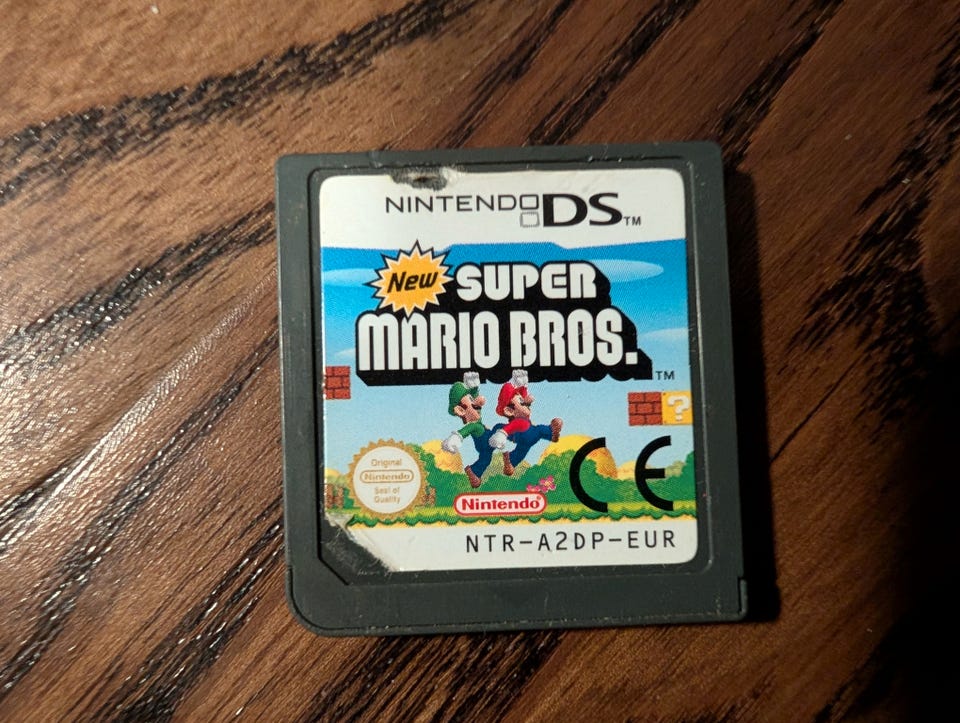 NINTENDO DS™
New SUPER
MARIO BROS.™
?
Original
Nintendo
Seal of
Quality
Nintendo®
CE
NTR-A2DP-EUR